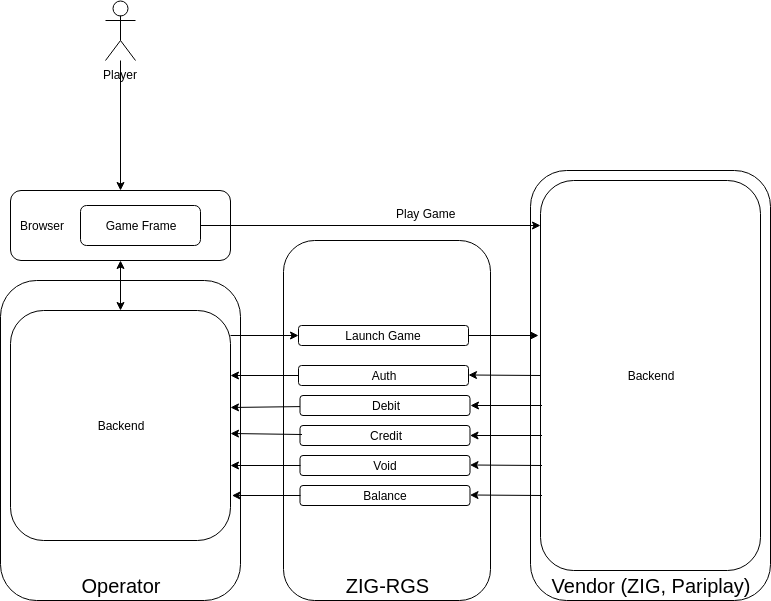 Player
Browser
Game Frame
Play Game
Launch Game
Auth
Debit
Credit
Void
Balance
Backend
Backend
Operator
ZIG-RGS
Vendor (ZIG, Pariplay)